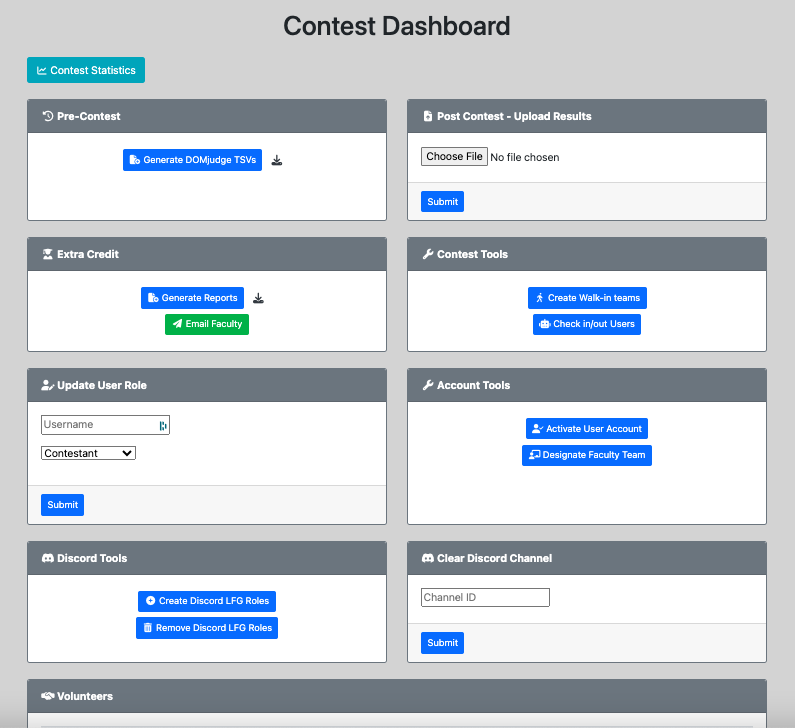 Contest Dashboard
Contest Statistics
Pre-Contest
Generate DOMjudge TSVs
Post Contest - Upload Results
Choose File No file chosen
Submit
Extra Credit
Generate Reports
Email Faculty
Contest Tools
Create Walk-in teams
Check in/out Users
Update User Role
Username
Contestant
Submit
Account Tools
Activate User Account
Designate Faculty Team
Discord Tools
Create Discord LFG Roles
Remove Discord LFG Roles
Clear Discord Channel
Channel ID
Submit
Volunteers